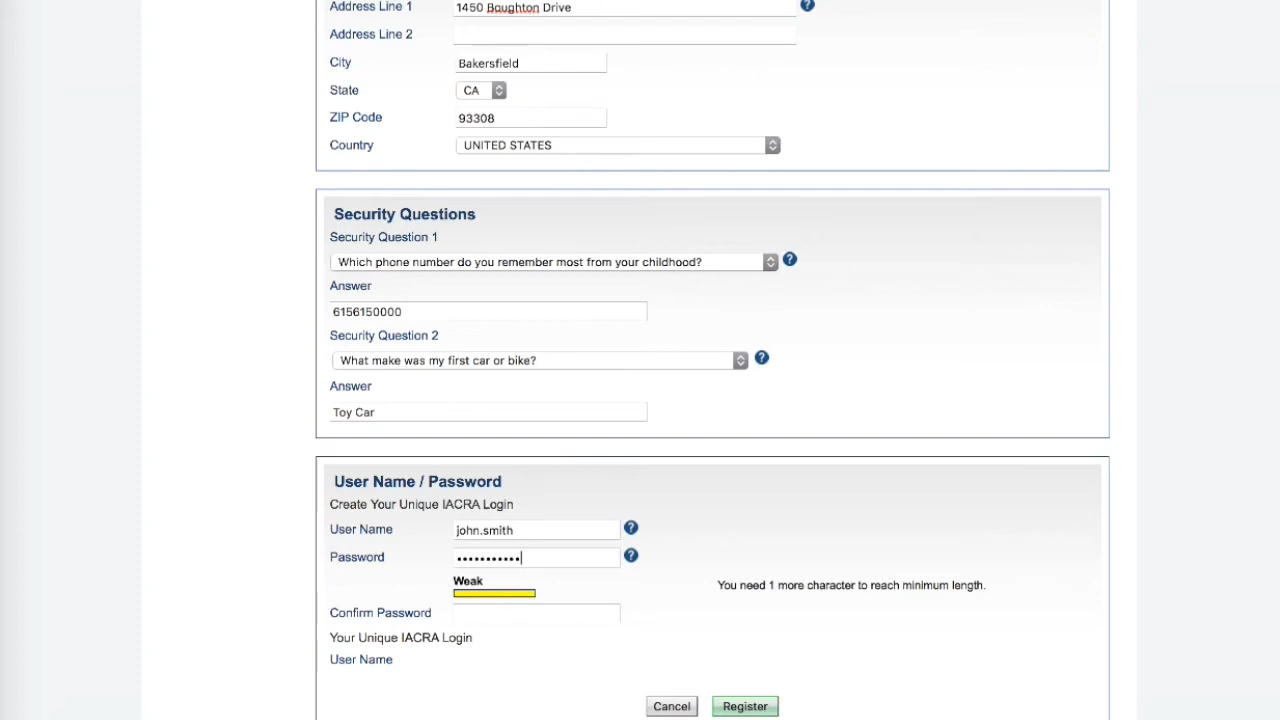 Address Line 1 1450 Boughton Drive ?
Address Line 2
City Bakersfield
State CA
ZIP Code 93308
Country UNITED STATES
Security Questions
Security Question 1
Which phone number do you remember most from your childhood? ?
Answer
6156150000
Security Question 2
What make was my first car or bike? ?
Answer
Toy Car
User Name / Password
Create Your Unique IACRA Login
User Name john.smith ?
Password ••••••••••• ?
Weak You need 1 more character to reach minimum length.
Confirm Password
Your Unique IACRA Login
User Name
Cancel Register